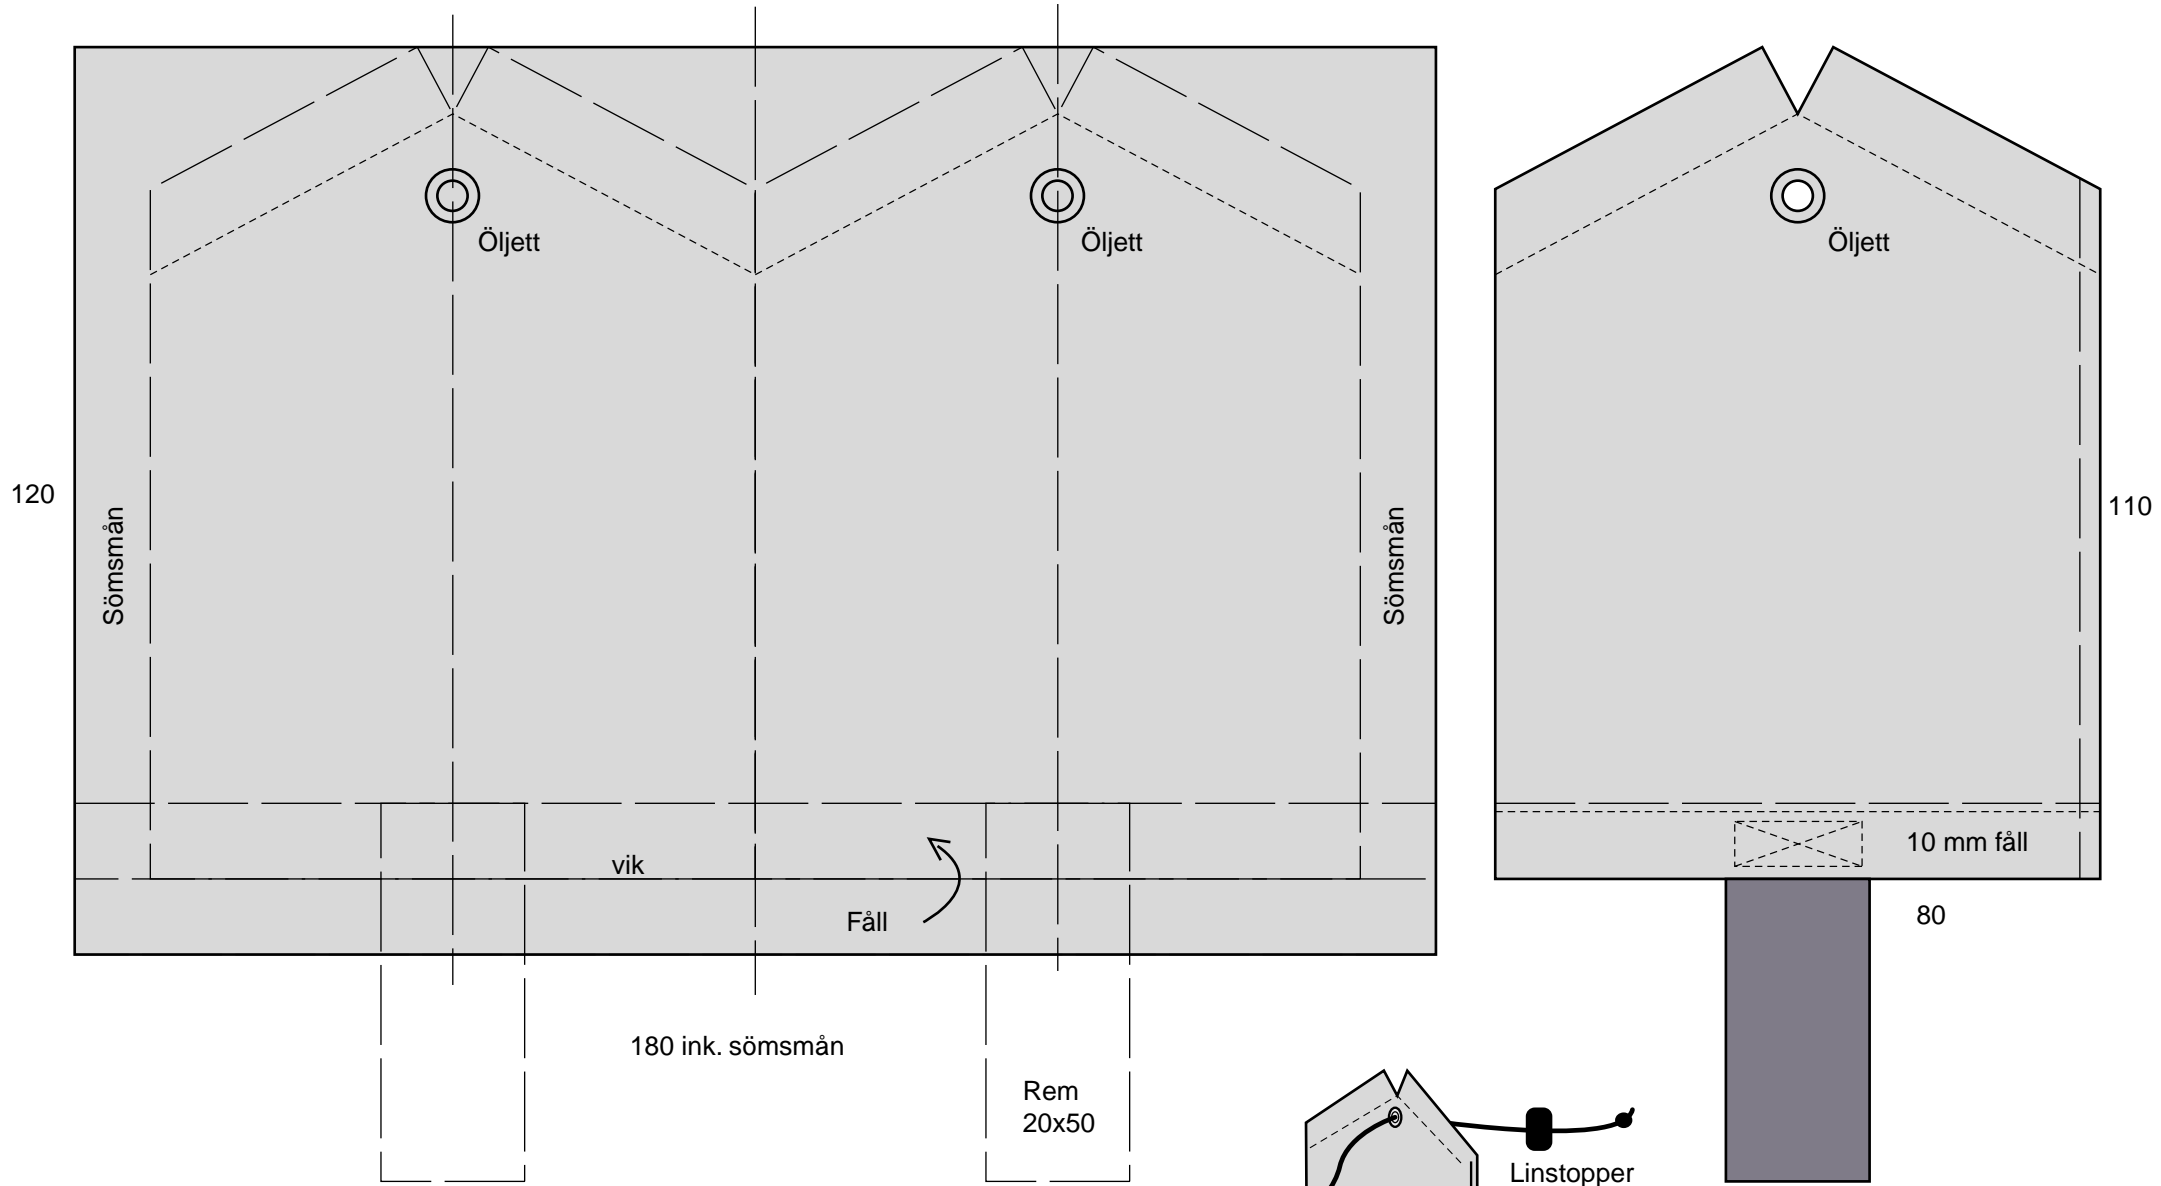 Öljett
Öljett
Öljett
120
Sömsmån
Sömsmån
110
vik
10 mm fåll
Fåll
80
180 ink. sömsmån
Rem
20x50
Linstopper